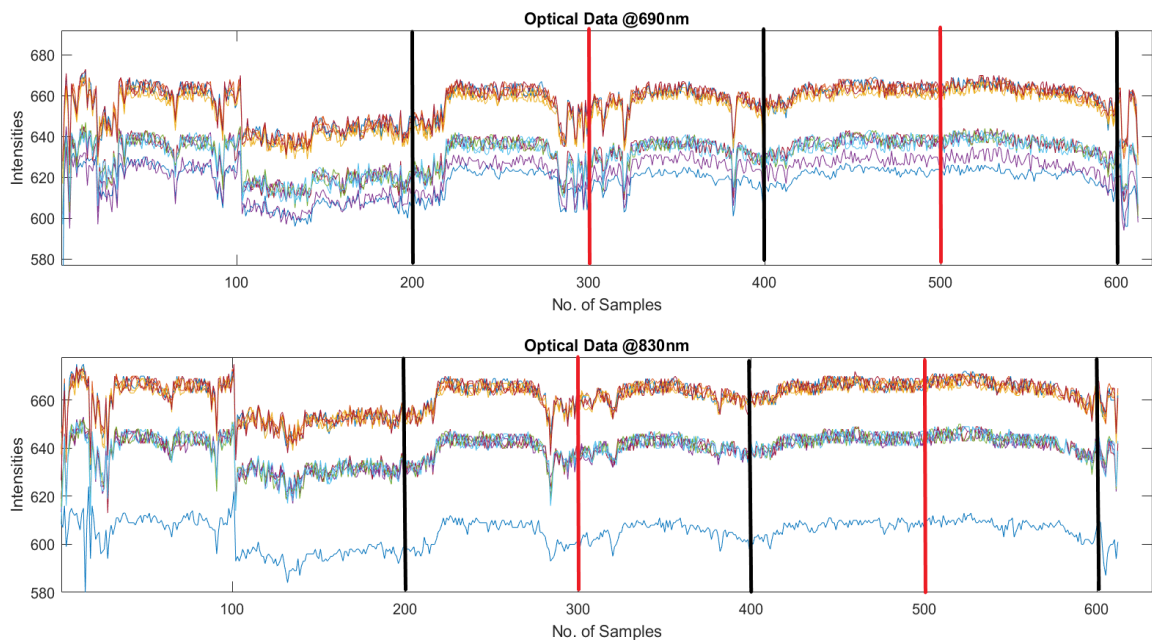 Optical Data @690nm
680
660
640
620
600
580
Intensities
100 200 300 400 500 600
No. of Samples
Optical Data @830nm
660
640
620
600
580
Intensities
100 200 300 400 500 600
No. of Samples